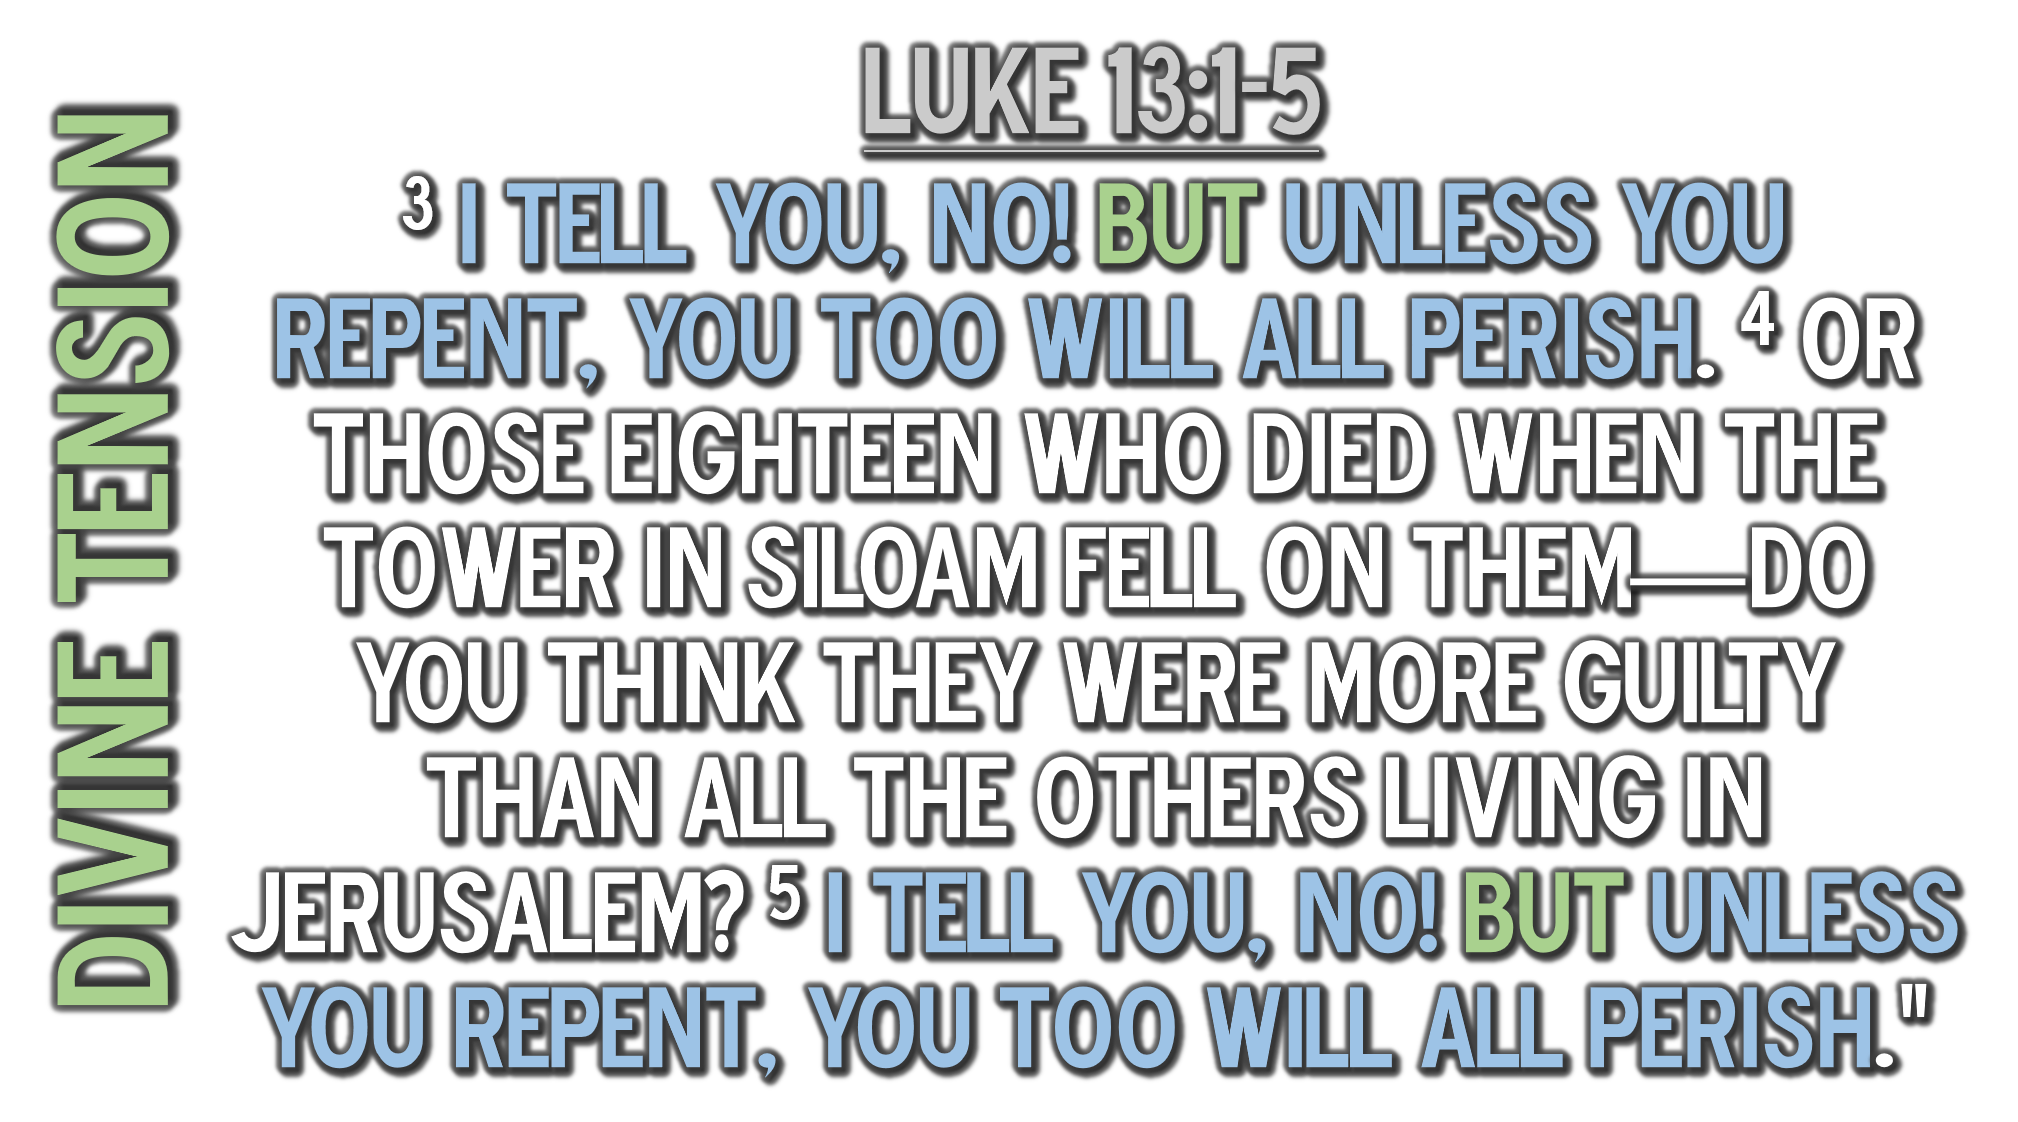 DIVINE TENSION
LUKE 13:1-5
3 I TELL YOU, NO! BUT UNLESS YOU
REPENT, YOU TOO WILL ALL PERISH. 4 OR
THOSE EIGHTEEN WHO DIED WHEN THE
TOWER IN SILOAM FELL ON THEM—DO
YOU THINK THEY WERE MORE GUILTY
THAN ALL THE OTHERS LIVING IN
JERUSALEM? 5 I TELL YOU, NO! BUT UNLESS
YOU REPENT, YOU TOO WILL ALL PERISH."